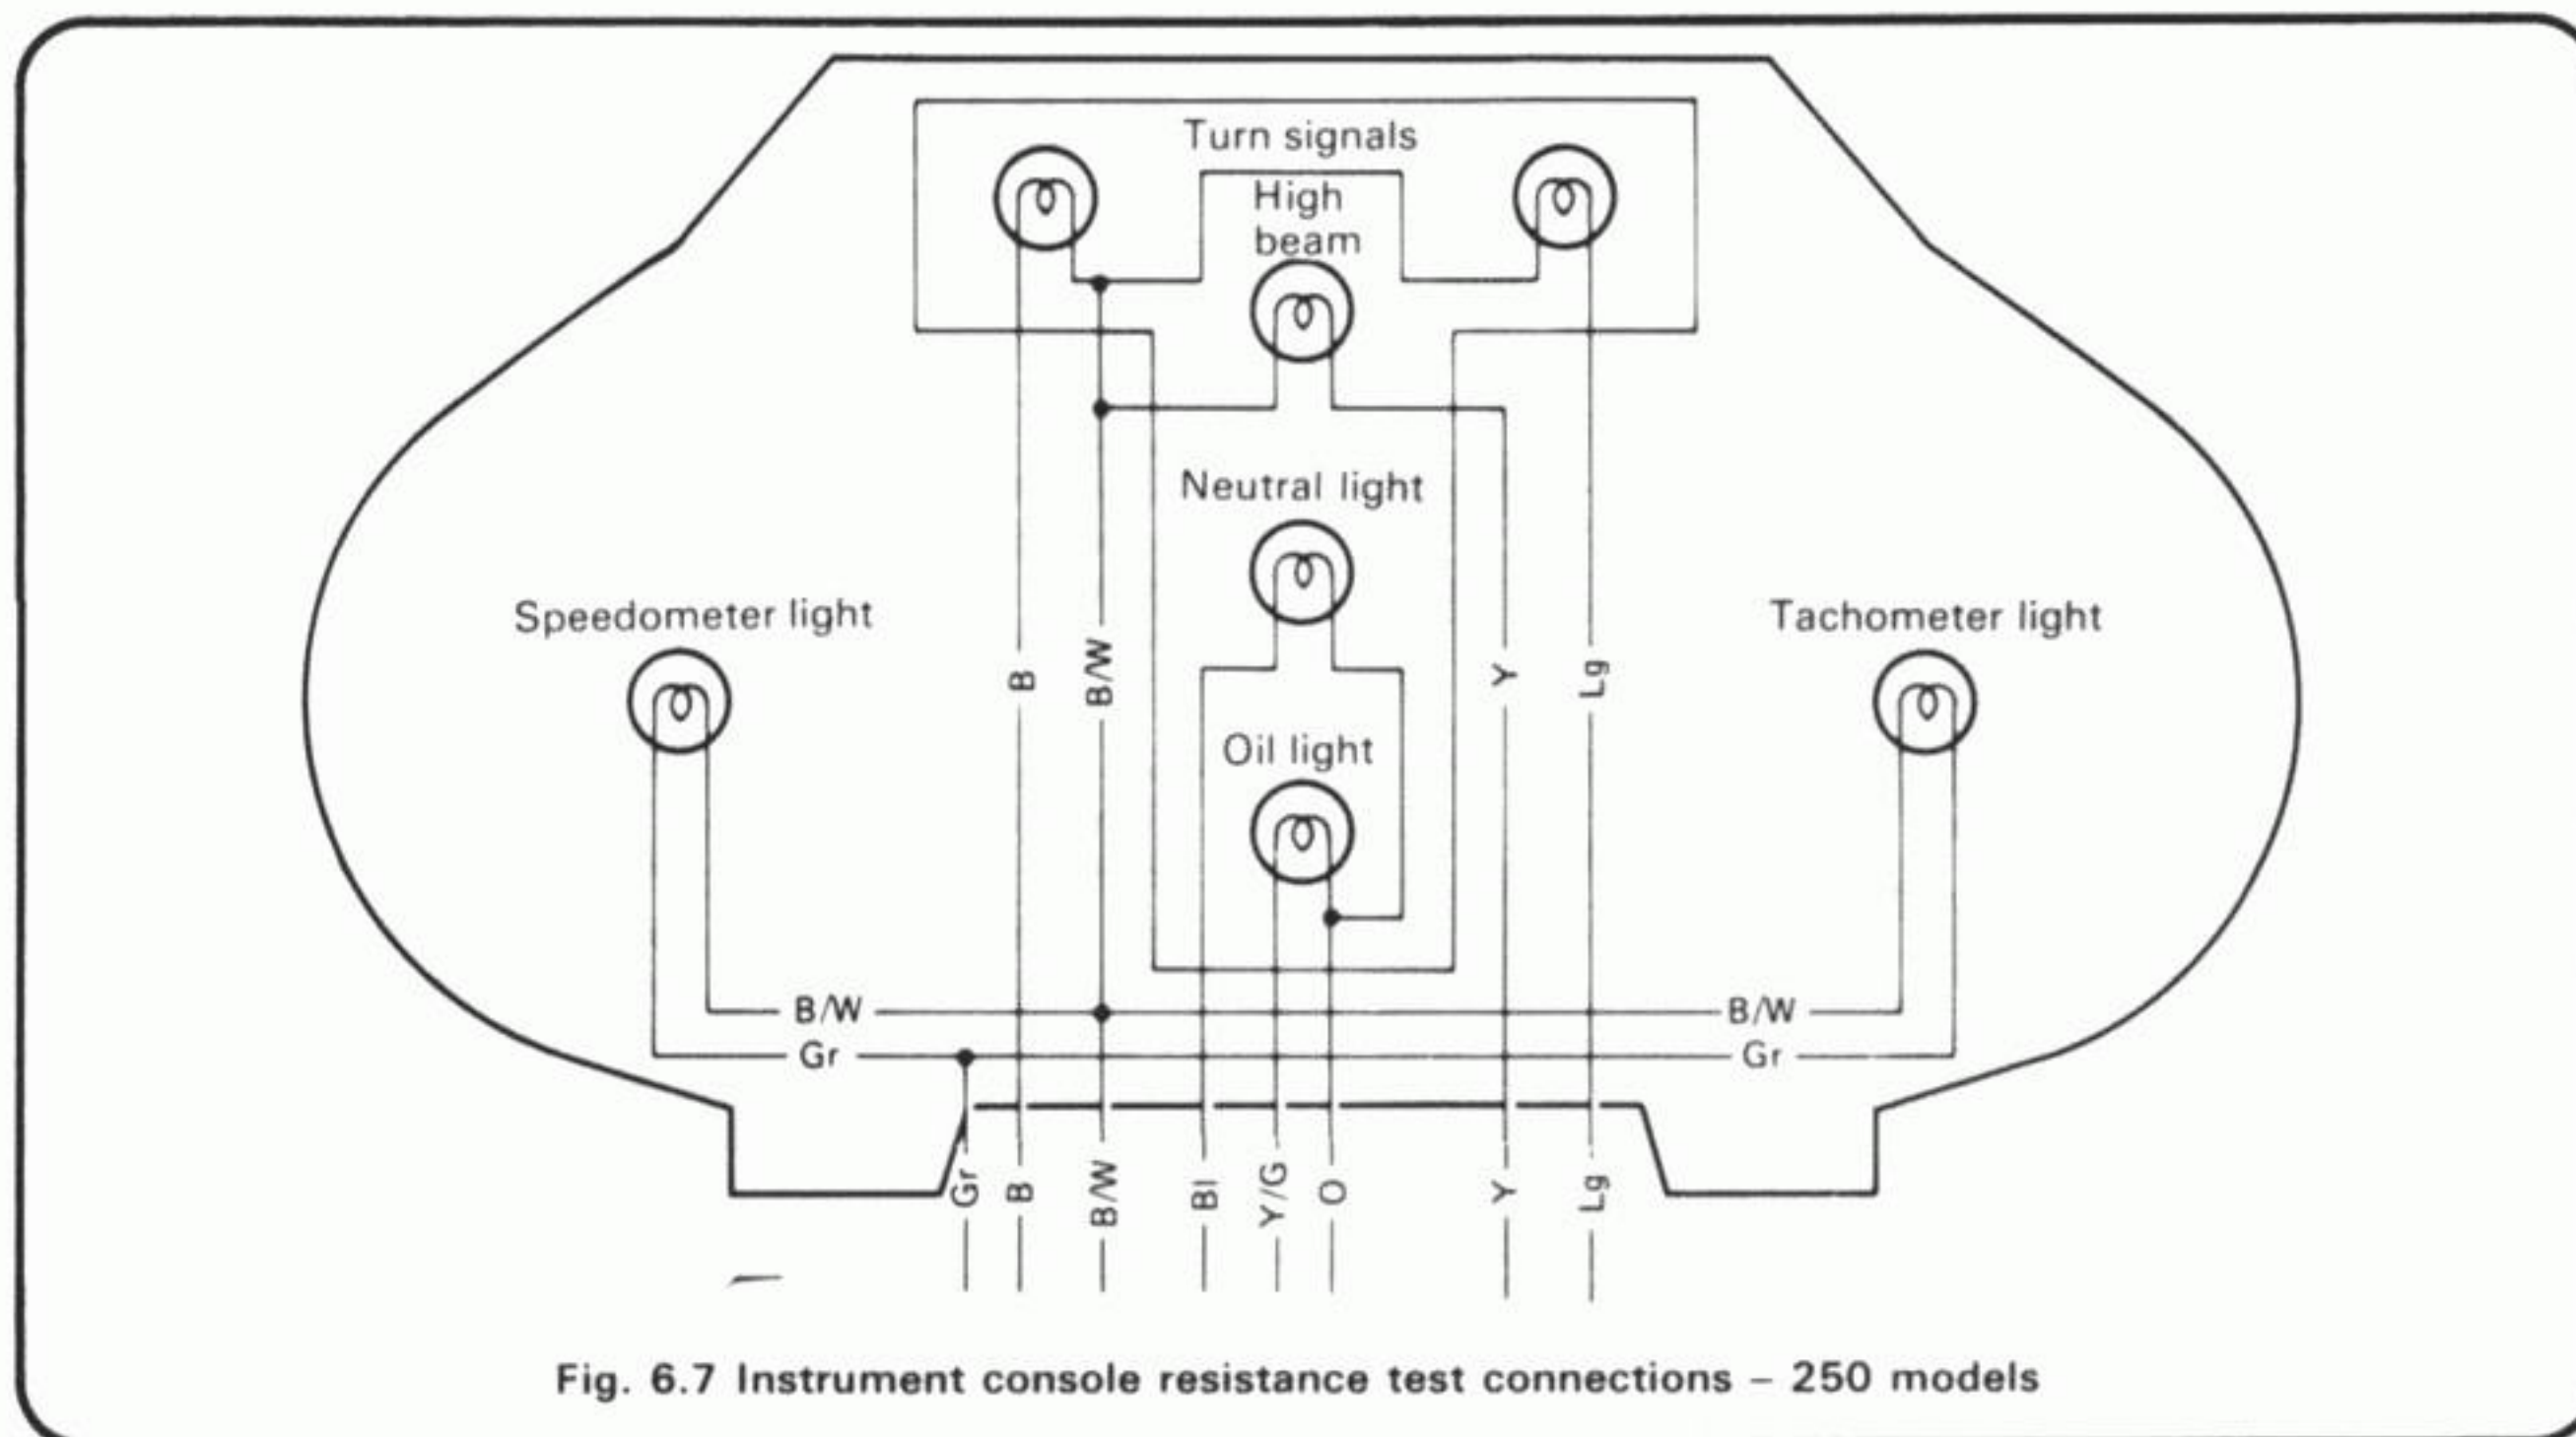 Turn signals
High
beam
Neutral light
Speedometer light
Tachometer light
B
B/W
Y
Lg
Oil light
B/W
B/W
Gr
Gr
Gr
B
B/W
Bl
Y/G
O
Y
Lg
Fig. 6.7 Instrument console resistance test connections – 250 models